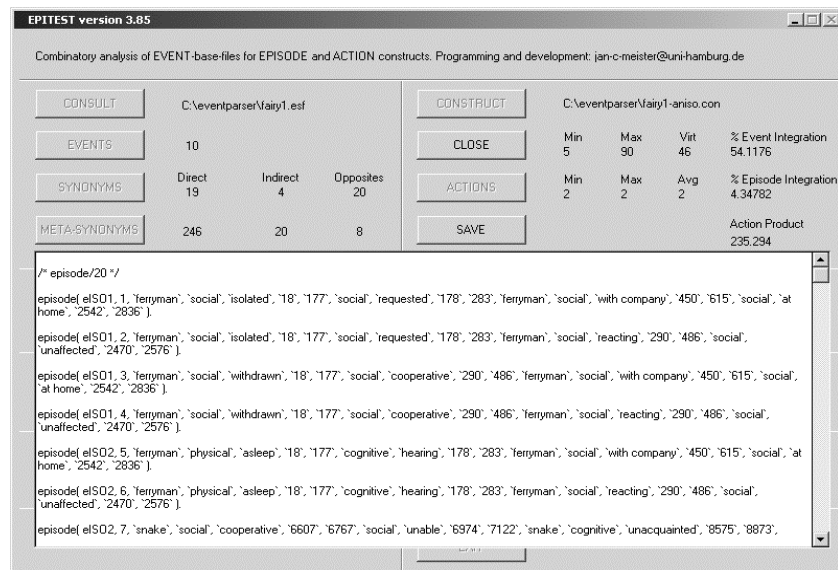 EPITEST version 3.85
Combinatory analysis of EVENT-base-files for EPISODE and ACTION constructs. Programming and development: jan-c-meister@uni-hamburg.de
CONSULT C:\eventparser\fairy1.esf CONSTRUCT C:\eventparser\fairy1-aniso.con
EVENTS 10 CLOSE Min Max Virt % Event Integration
5 90 46 54.1176
SYNONYMS Direct Indirect Opposites ACTIONS Min Max Avg % Episode Integration
19 4 20 2 2 2 4.34782
META-SYNONYMS 246 20 8 SAVE Action Product
235.294
/* episode/20 */
episode( eISO1, 1, `ferryman`, `social`, `isolated`, `18`, `177`, `social`, `requested`, `178`, `283`, `ferryman`, `social`, `with company`, `450`, `615`, `social`, `at
home`, `2542`, `2836` ).
episode( eISO1, 2, `ferryman`, `social`, `isolated`, `18`, `177`, `social`, `requested`, `178`, `283`, `ferryman`, `social`, `reacting`, `290`, `486`, `social`,
`unaffected`, `2470`, `2576` ).
episode( eISO1, 3, `ferryman`, `social`, `withdrawn`, `18`, `177`, `social`, `cooperative`, `290`, `486`, `ferryman`, `social`, `with company`, `450`, `615`, `social`,
`at home`, `2542`, `2836` ).
episode( eISO1, 4, `ferryman`, `social`, `withdrawn`, `18`, `177`, `social`, `cooperative`, `290`, `486`, `ferryman`, `social`, `reacting`, `290`, `486`, `social`,
`unaffected`, `2470`, `2576` ).
episode( eISO2, 5, `ferryman`, `physical`, `asleep`, `18`, `177`, `cognitive`, `hearing`, `178`, `283`, `ferryman`, `social`, `with company`, `450`, `615`, `social`, `at
home`, `2542`, `2836` ).
episode( eISO2, 6, `ferryman`, `physical`, `asleep`, `18`, `177`, `cognitive`, `hearing`, `178`, `283`, `ferryman`, `social`, `reacting`, `290`, `486`, `social`,
`unaffected`, `2470`, `2576` ).
episode( eISO2, 7, `snake`, `social`, `cooperative`, `6607`, `6767`, `social`, `unable`, `6974`, `7122`, `snake`, `cognitive`, `unacquainted`, `8575`, `8873`,